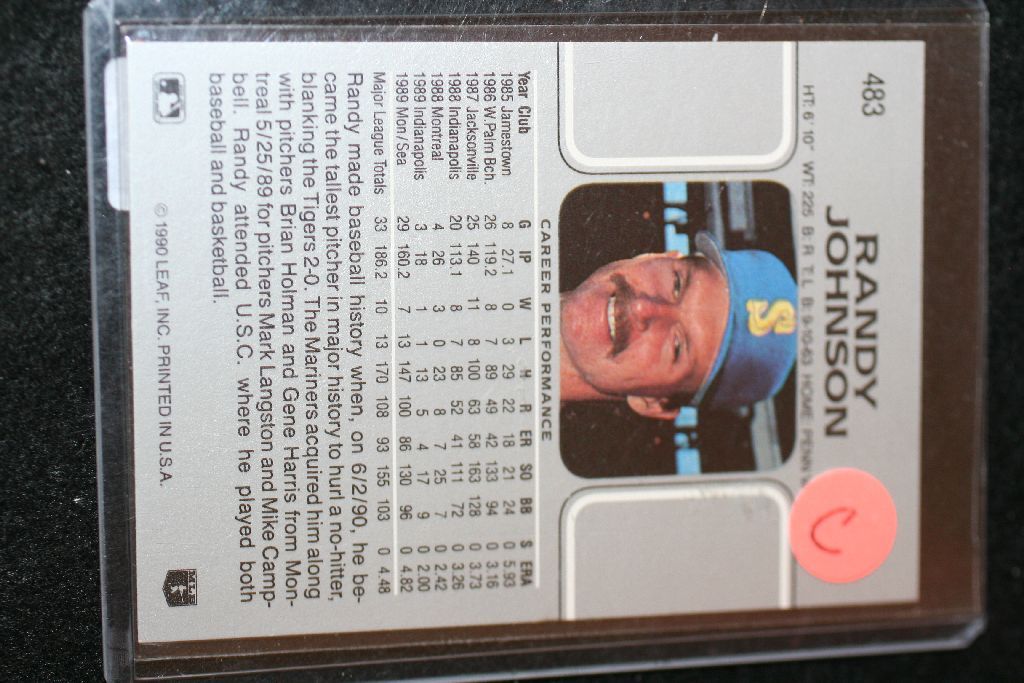 483
RANDY
JOHNSON
HT: 6' 10" WT: 225 B: R T: L B: 9-10-63 HOME: PENN
C
S
CAREER PERFORMANCE
Year Club G IP W L H R ER SO BB S ERA
1985 Jamestown 8 27.1 0 3 29 22 18 21 24 0 5.93
1986 W.Palm Bch. 26 119.2 8 7 89 49 42 133 94 0 3.16
1987 Jacksonville 25 140 11 8 100 63 58 163 128 0 3.73
1988 Indianapolis 20 113.1 8 7 85 52 41 111 72 0 3.26
1988 Montreal 4 26 3 0 23 8 7 25 7 0 2.42
1989 Indianapolis 3 18 1 1 13 5 4 17 9 0 2.00
1989 Mon/Sea 29 160.2 7 13 147 100 86 130 96 0 4.82
Major League Totals 33 186.2 10 13 170 108 93 155 103 0 4.48
Randy made baseball history when, on 6/2/90, he be-
came the tallest pitcher in major history to hurl a no-hitter,
blanking the Tigers 2-0. The Mariners acquired him along
with pitchers Brian Holman and Gene Harris from Mon-
treal 5/25/89 for pitchers Mark Langston and Mike Camp-
bell. Randy attended U.S.C. where he played both
baseball and basketball.
© 1990 LEAF, INC. PRINTED IN U.S.A.